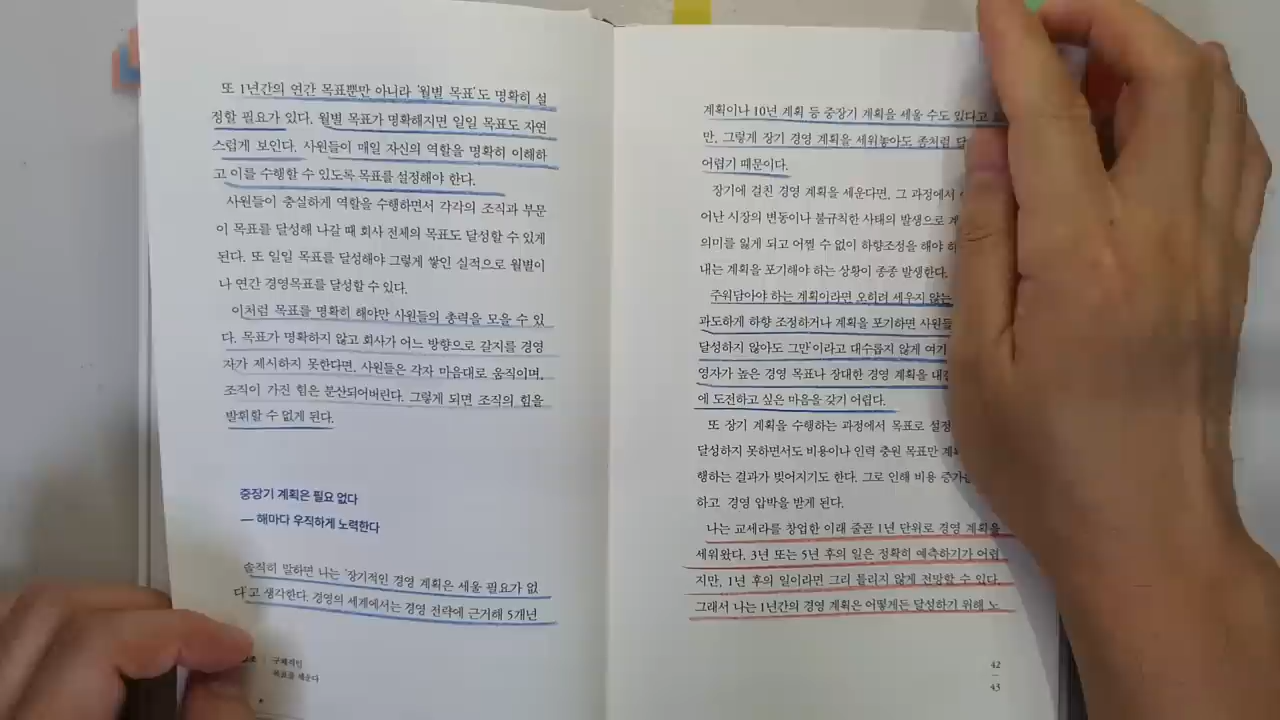 또 1년간의 연간 목표뿐만 아니라 '월별 목표'도 명확히 설
정할 필요가 있다. 월별 목표가 명확해지면 일일 목표도 자연
스럽게 보인다. 사원들이 매일 자신의 역할을 명확히 이해하
고 이를 수행할 수 있도록 목표를 설정해야 한다.
사원들이 충실하게 역할을 수행하면서 각각의 조직과 부문
이 목표를 달성해 나갈 때 회사 전체의 목표도 달성할 수 있게
된다. 또 일일 목표를 달성해야 그렇게 쌓인 실적으로 월별이
나 연간 경영목표를 달성할 수 있다.
이처럼 목표를 명확히 해야만 사원들의 총력을 모을 수 있
다. 목표가 명확하지 않고 회사가 어느 방향으로 갈지를 경영
자가 제시하지 못한다면, 사원들은 각자 마음대로 움직이며,
조직이 가진 힘은 분산되어버린다. 그렇게 되면 조직의 힘을
발휘할 수 없게 된다.
중장기 계획은 필요 없다
— 해마다 우직하게 노력한다
솔직히 말하면 나는 '장기적인 경영 계획은 세울 필요가 없
다'고 생각한다. 경영의 세계에서는 경영 전략에 근거해 5개년
구체적인
목표를 세운다
계획이나 10년 계획 등 중장기 계획을 세울 수도 있다고
만, 그렇게 장기 경영 계획을 세워놓아도 좀처럼
어렵기 때문이다.
장기에 걸친 경영 계획을 세운다면, 그 과정에서
어난 시장의 변동이나 불규칙한 사태의 발생으로
의미를 잃게 되고 어쩔 수 없이 하향조정을 해야
내는 계획을 포기해야 하는 상황이 종종 발생한다.
주워담아야 하는 계획이라면 오히려 세우지 않는
과도하게 하향 조정하거나 계획을 포기하면 사원들
달성하지 않아도 그만'이라고 대수롭지 않게 여기
영자가 높은 경영 목표나 장대한 경영 계획을
에 도전하고 싶은 마음을 갖기 어렵다.
또 장기 계획을 수행하는 과정에서 목표로 설정
달성하지 못하면서도 비용이나 인력 충원 목표만
행하는 결과가 빚어지기도 한다. 그로 인해 비용
하고 경영 압박을 받게 된다.
나는 교세라를 창업한 이래 줄곧 1년 단위로 경영 계획을
세워왔다. 3년 또는 5년 후의 일은 정확히 예측하기가 어렵
지만, 1년 후의 일이라면 그리 틀리지 않게 전망할 수 있다.
그래서 나는 1년간의 경영 계획은 어떻게든 달성하기 위해 노
42
43